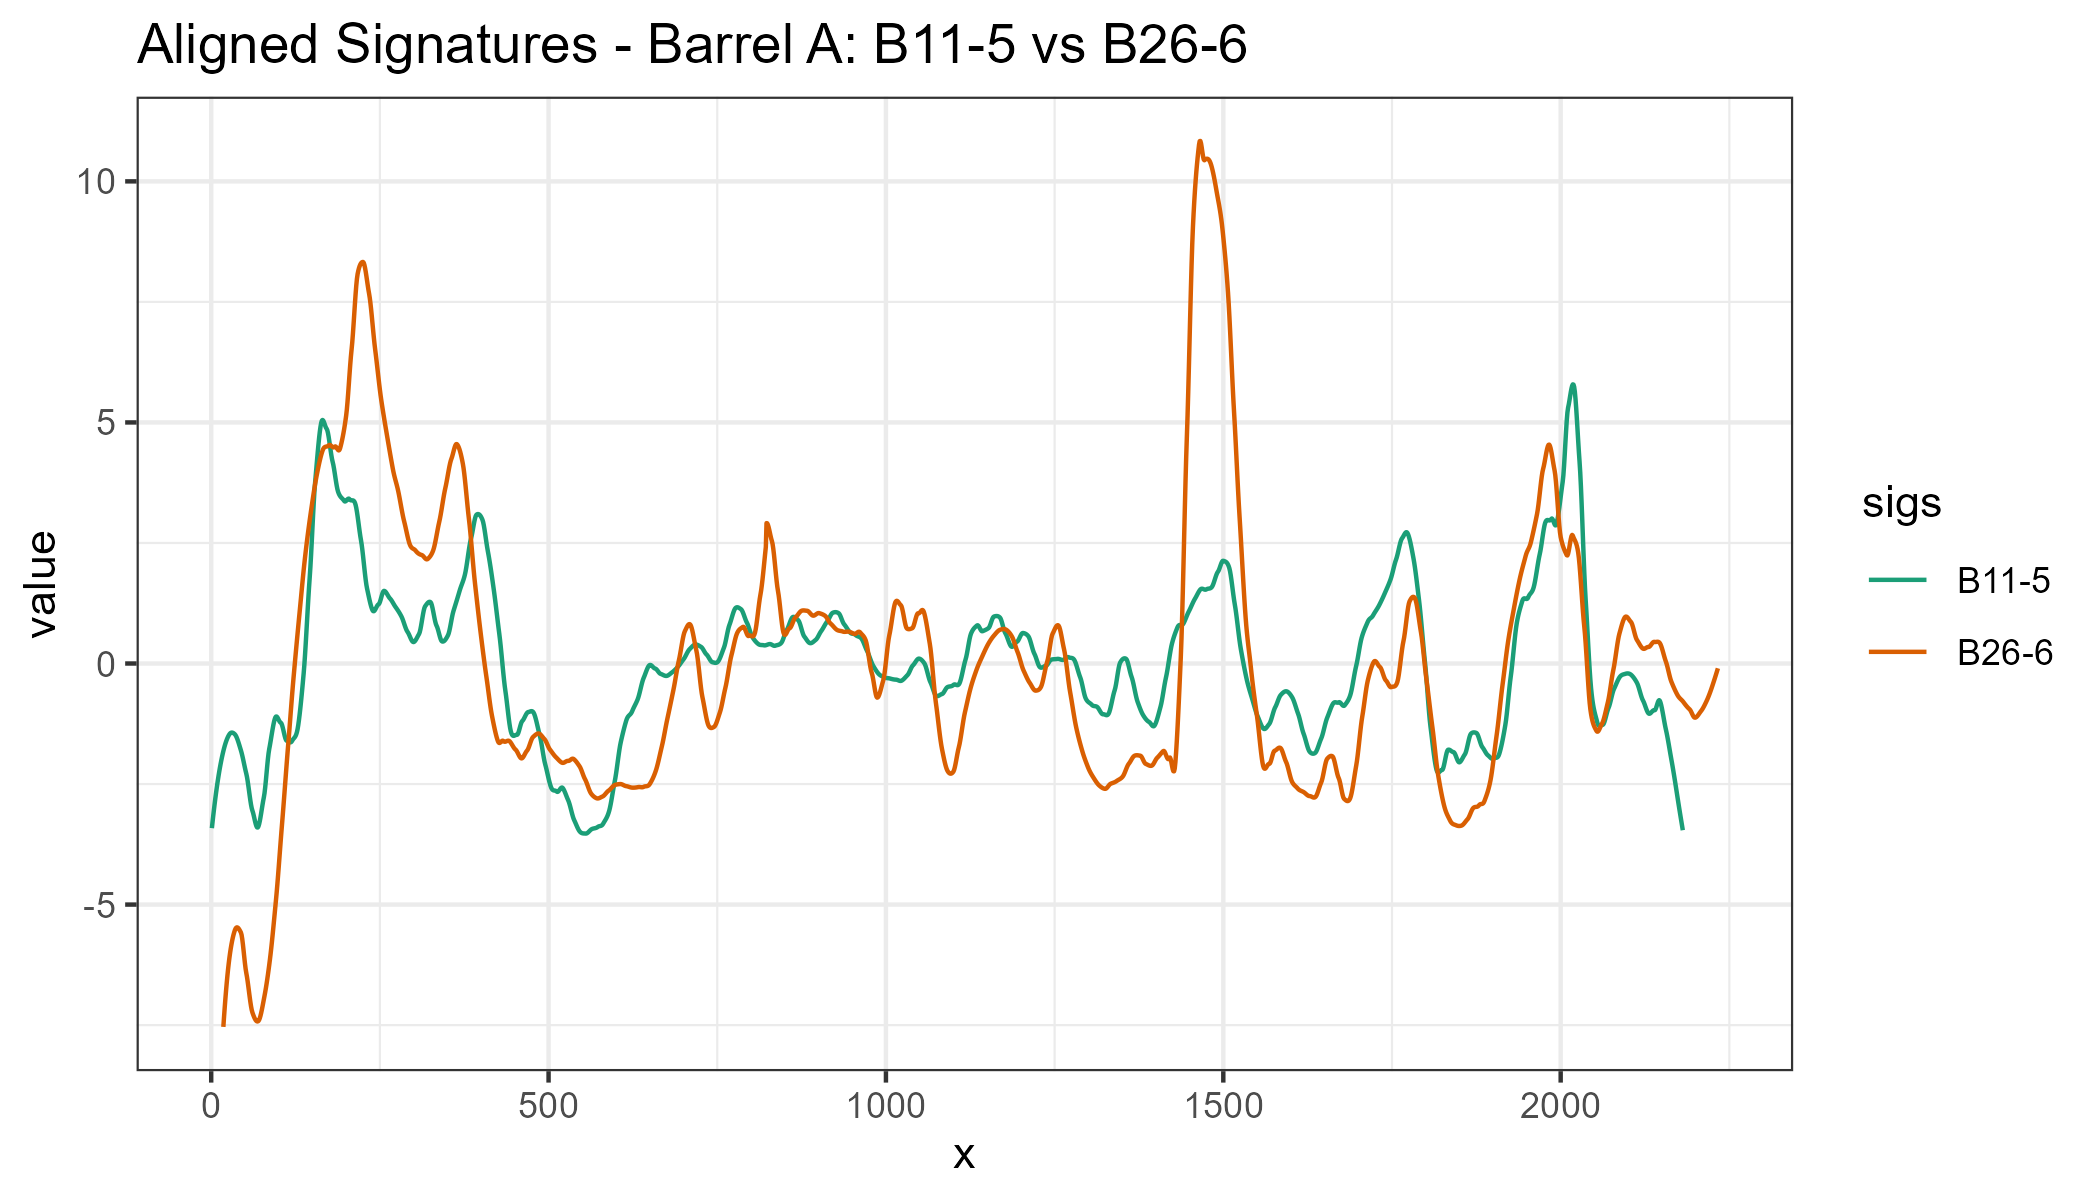 Aligned Signatures - Barrel A: B11-5 vs B26-6
value
10
5
0
-5
0 500 1000 1500 2000
x
sigs
B11-5
B26-6